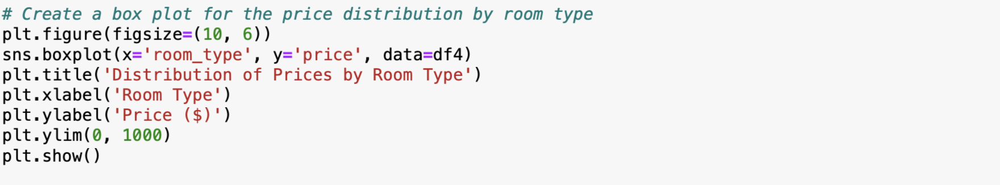 # Create a box plot for the price distribution by room type
plt.figure(figsize=(10, 6))
sns.boxplot(x='room_type', y='price', data=df4)
plt.title('Distribution of Prices by Room Type')
plt.xlabel('Room Type')
plt.ylabel('Price ($)')
plt.ylim(0, 1000)
plt.show()